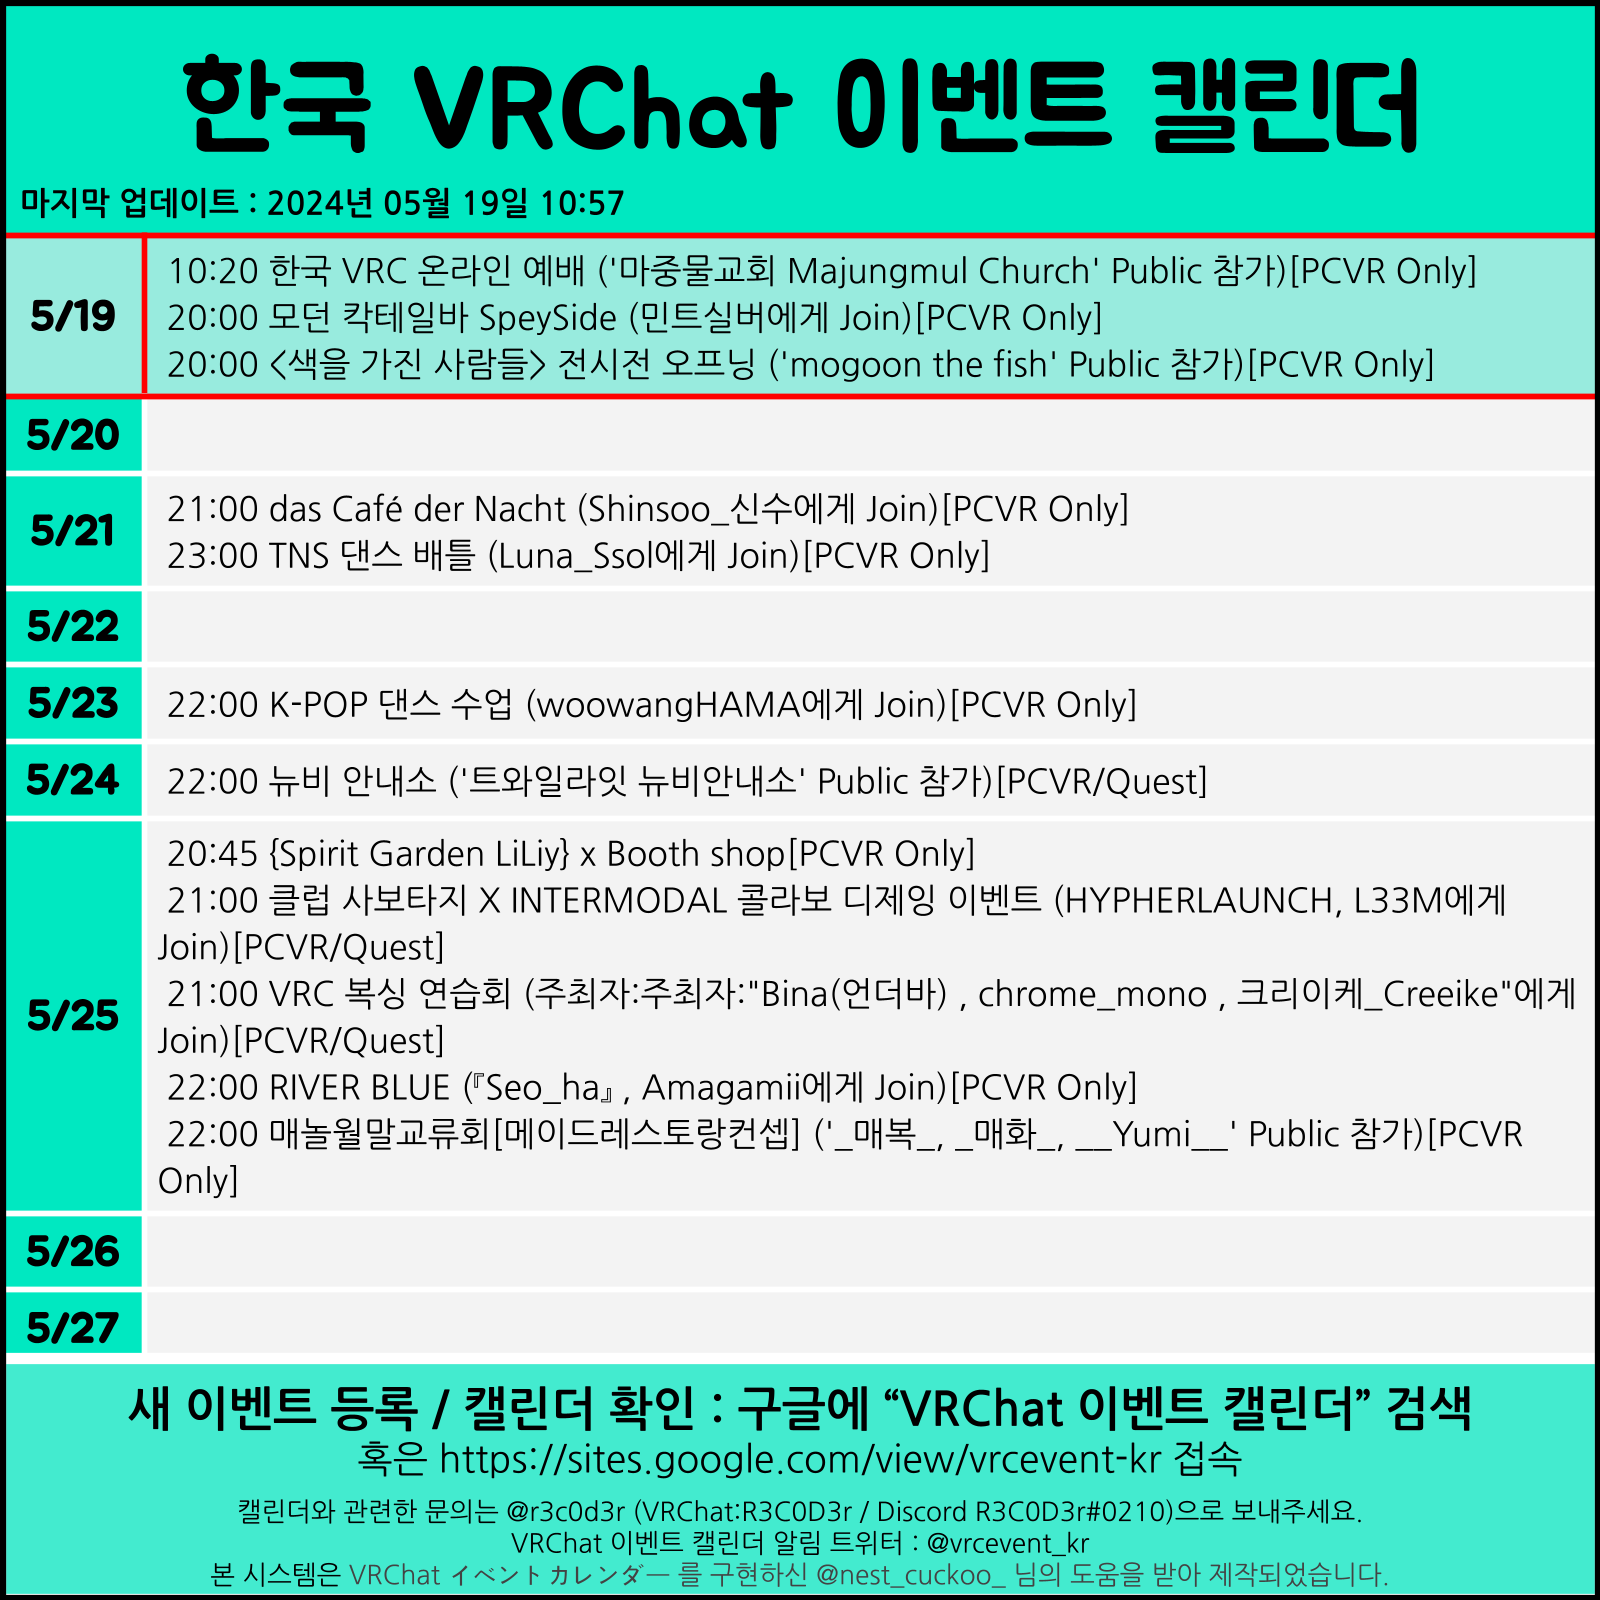 한국 VRChat 이벤트 캘린더
마지막 업데이트 : 2024년 05월 19일 10:57
5/19
10:20 한국 VRC 온라인 예배 ('마중물교회 Majungmul Church' Public 참가)[PCVR Only]
20:00 모던 칵테일바 SpeySide (민트실버에게 Join)[PCVR Only]
20:00 <색을 가진 사람들> 전시전 오프닝 ('mogoon the fish' Public 참가)[PCVR Only]
5/20
5/21
21:00 das Café der Nacht (Shinsoo_신수에게 Join)[PCVR Only]
23:00 TNS 댄스 배틀 (Luna_Ssol에게 Join)[PCVR Only]
5/22
5/23
22:00 K-POP 댄스 수업 (woowangHAMA에게 Join)[PCVR Only]
5/24
22:00 뉴비 안내소 ('트와일라잇 뉴비안내소' Public 참가)[PCVR/Quest]
5/25
20:45 {Spirit Garden LiLiy} x Booth shop[PCVR Only]
21:00 클럽 사보타지 X INTERMODAL 콜라보 디제잉 이벤트 (HYPHERLAUNCH, L33M에게
Join)[PCVR/Quest]
21:00 VRC 복싱 연습회 (주최자:주최자:"Bina(언더바) , chrome_mono , 크리이케_Creeike"에게
Join)[PCVR/Quest]
22:00 RIVER BLUE (『Seo_ha』, Amagamii에게 Join)[PCVR Only]
22:00 매놀월말교류회[메이드레스토랑컨셉] ('_매복_, _매화_, __Yumi__' Public 참가)[PCVR
Only]
5/26
5/27
새 이벤트 등록 / 캘린더 확인 : 구글에 “VRChat 이벤트 캘린더” 검색
혹은 https://sites.google.com/view/vrcevent-kr 접속
캘린더와 관련한 문의는 @r3c0d3r (VRChat:R3C0D3r / Discord R3C0D3r#0210)으로 보내주세요.
VRChat 이벤트 캘린더 알림 트위터 : @vrcevent_kr
본 시스템은 VRChat イベントカレンダー 를 구현하신 @nest_cuckoo_ 님의 도움을 받아 제작되었습니다.